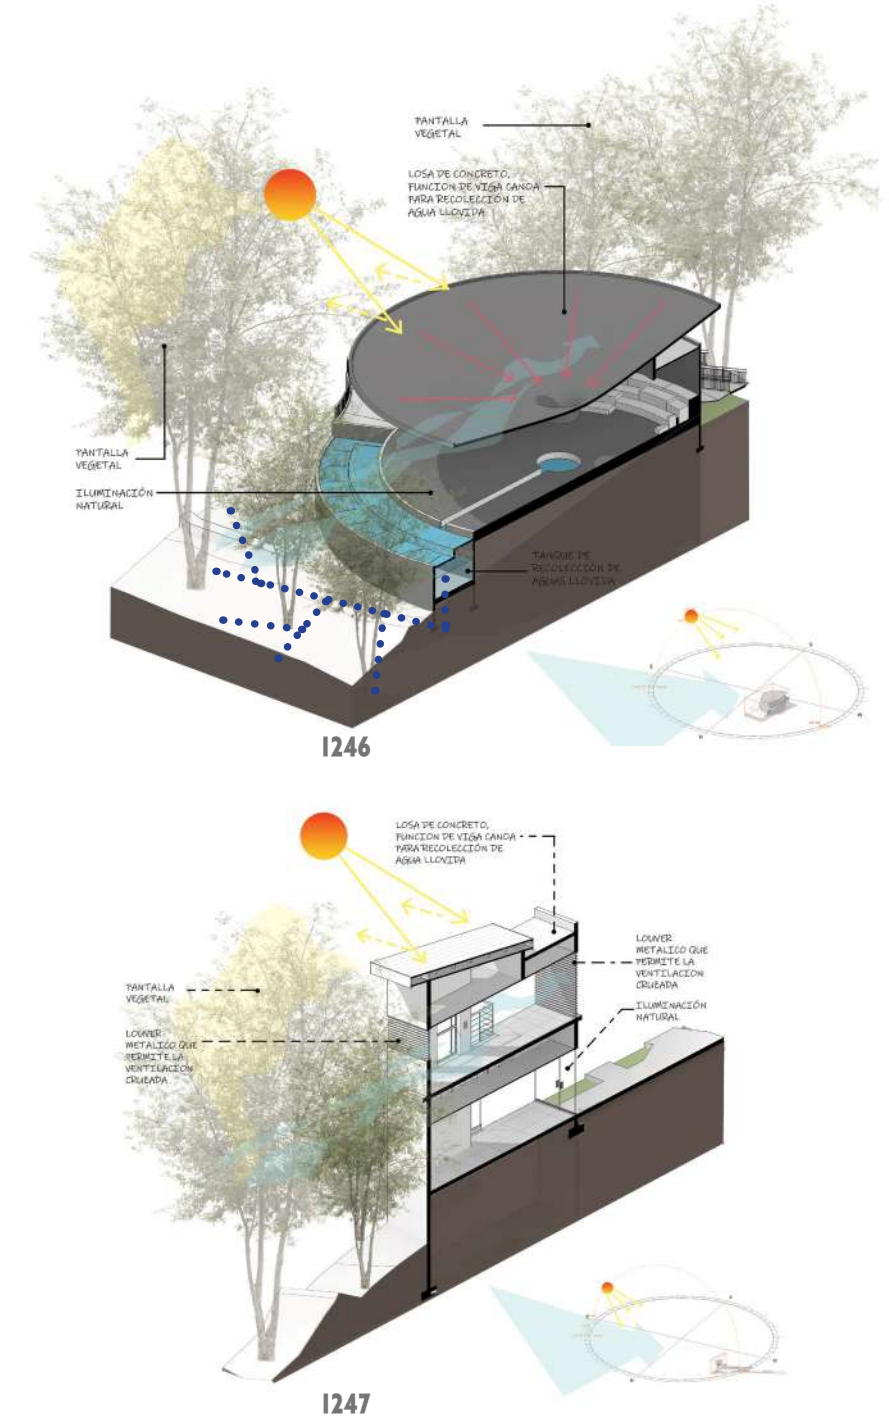 PANTALLA
VEGETAL
LOSA DE CONCRETO,
FUNCION DE VIGA CANOA
PARA RECOLECCIÓN DE
AGUA LLOVIDA
PANTALLA
VEGETAL
ILUMINACIÓN
NATURAL
TANQUE DE
RECOLECCIÓN DE
AGUAS LLOVIDA
1246
LOSA DE CONCRETO,
FUNCION DE VIGA CANOA
PARA RECOLECCIÓN DE
AGUA LLOVIDA
LOUVER
METALICO QUE
PERMITE LA
VENTILACION
CRUZADA
ILUMINACIÓN
NATURAL
PANTALLA
VEGETAL
LOUVER
METALICO QUE
PERMITE LA
VENTILACION
CRUZADA
1247